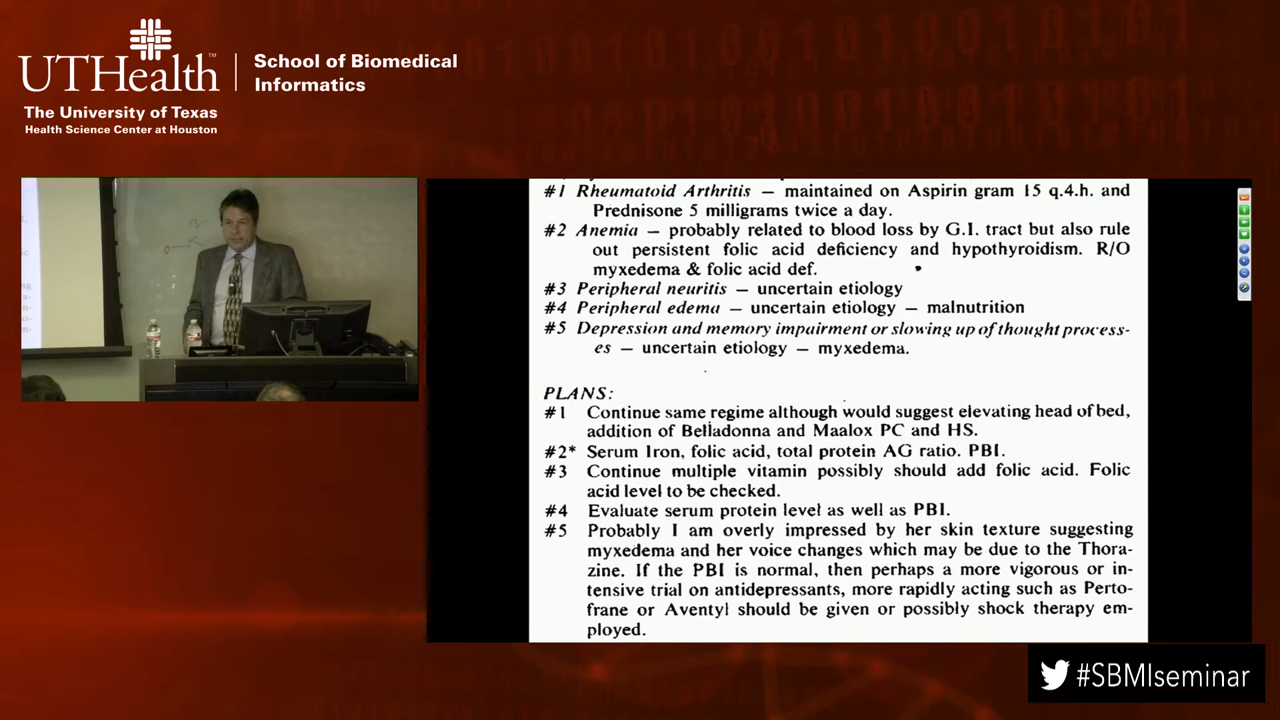 UTHealth™
The University of Texas
Health Science Center at Houston
School of Biomedical
Informatics
#1 Rheumatoid Arthritis — maintained on Aspirin gram 15 q.4.h. and
Prednisone 5 milligrams twice a day.
#2 Anemia — probably related to blood loss by G.I. tract but also rule
out persistent folic acid deficiency and hypothyroidism. R/O
myxedema & folic acid def.
#3 Peripheral neuritis — uncertain etiology
#4 Peripheral edema — uncertain etiology — malnutrition
#5 Depression and memory impairment or slowing up of thought process-
es — uncertain etiology — myxedema.
PLANS:
#1 Continue same regime although would suggest elevating head of bed,
addition of Belladonna and Maalox PC and HS.
#2* Serum Iron, folic acid, total protein AG ratio. PBI.
#3 Continue multiple vitamin possibly should add folic acid. Folic
acid level to be checked.
#4 Evaluate serum protein level as well as PBI.
#5 Probably I am overly impressed by her skin texture suggesting
myxedema and her voice changes which may be due to the Thora-
zine. If the PBI is normal, then perhaps a more vigorous or in-
tensive trial on antidepressants, more rapidly acting such as Perto-
frane or Aventyl should be given or possibly shock therapy em-
ployed.
#SBMIseminar